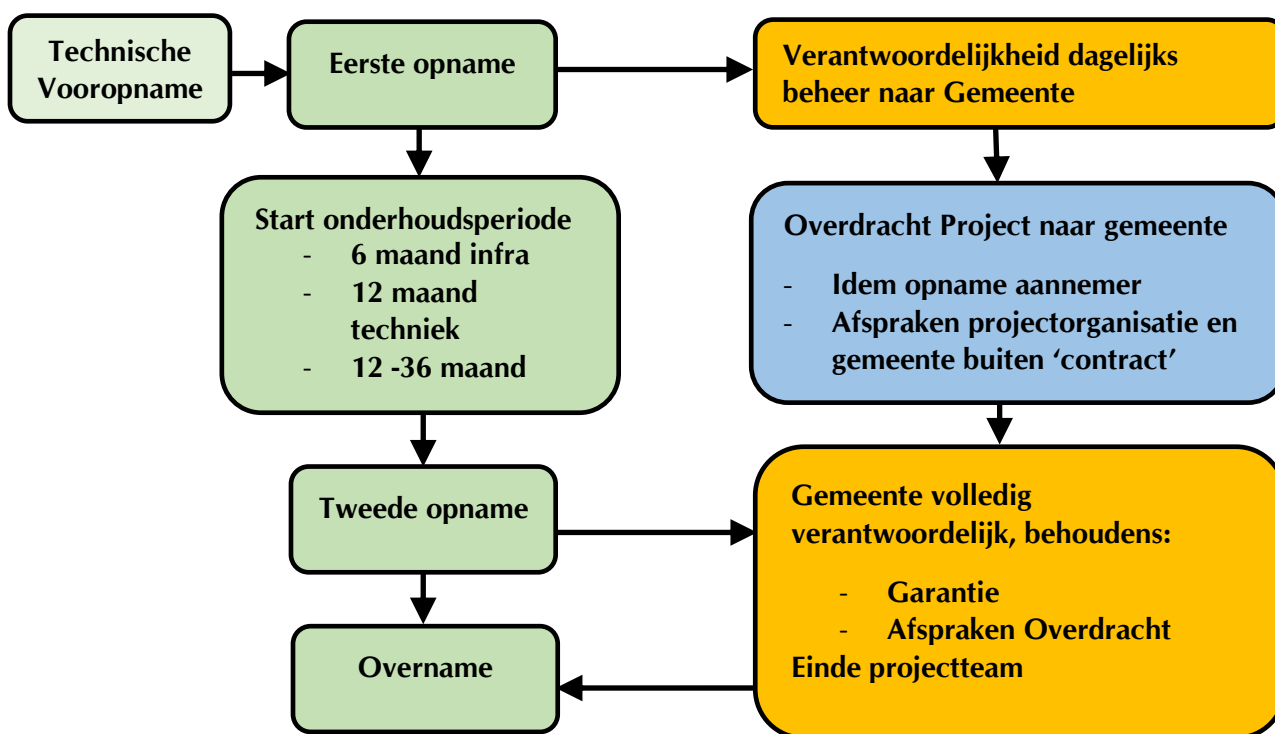 Technische
Vooropname
Eerste opname
Verantwoordelijkheid dagelijks
beheer naar Gemeente
Start onderhoudsperiode
- 6 maand infra
- 12 maand
techniek
- 12 -36 maand
Overdracht Project naar gemeente
- Idem opname aannemer
- Afspraken projectorganisatie en
gemeente buiten ‘contract’
Tweede opname
Gemeente volledig
verantwoordelijk, behoudens:
- Garantie
- Afspraken Overdracht
Einde projectteam
Overname